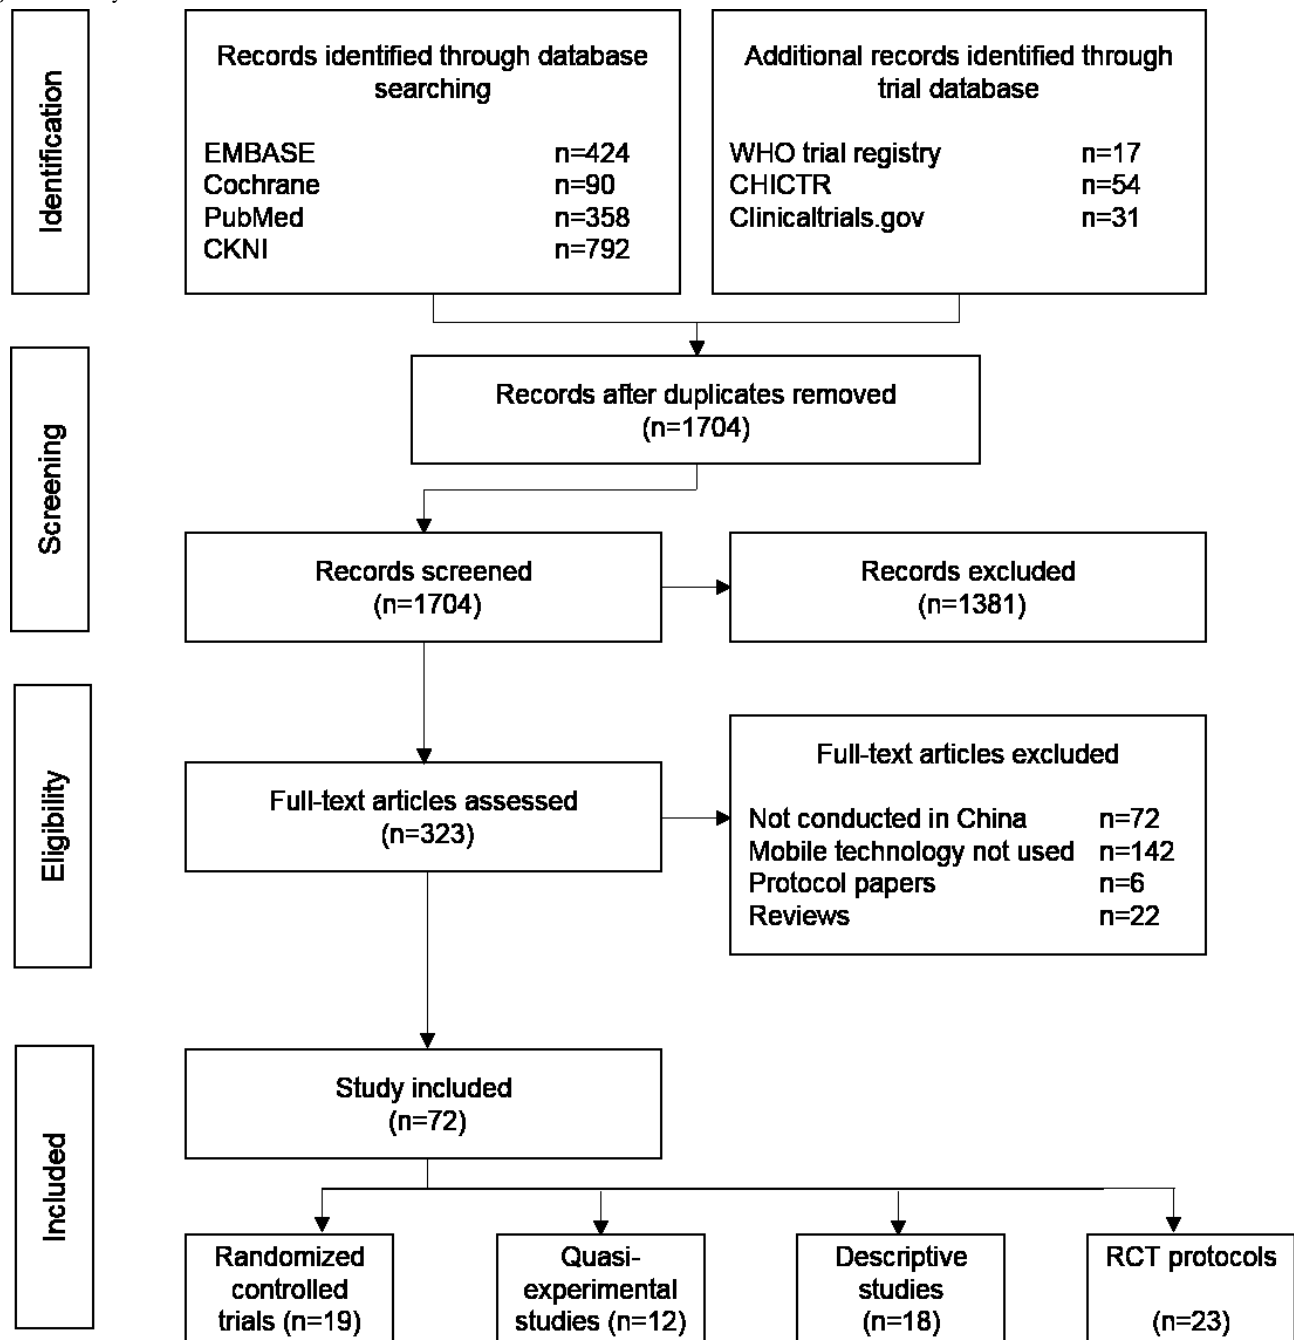 Identification
Records identified through database
searching
EMBASE n=424
Cochrane n=90
PubMed n=358
CKNI n=792
Additional records identified through
trial database
WHO trial registry n=17
CHICTR n=54
Clinicaltrials.gov n=31
Screening
Records after duplicates removed
(n=1704)
Records screened
(n=1704)
Records excluded
(n=1381)
Eligibility
Full-text articles assessed
(n=323)
Full-text articles excluded
Not conducted in China n=72
Mobile technology not used n=142
Protocol papers n=6
Reviews n=22
Included
Study included
(n=72)
Randomized
controlled
trials (n=19)
Quasi-
experimental
studies (n=12)
Descriptive
studies
(n=18)
RCT protocols
(n=23)